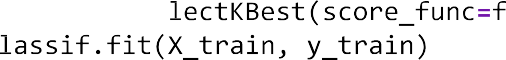 lectKBest(score_func=f
lassif.fit(X_train, y_train)